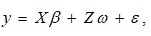 y = Xβ + Zω + ε,